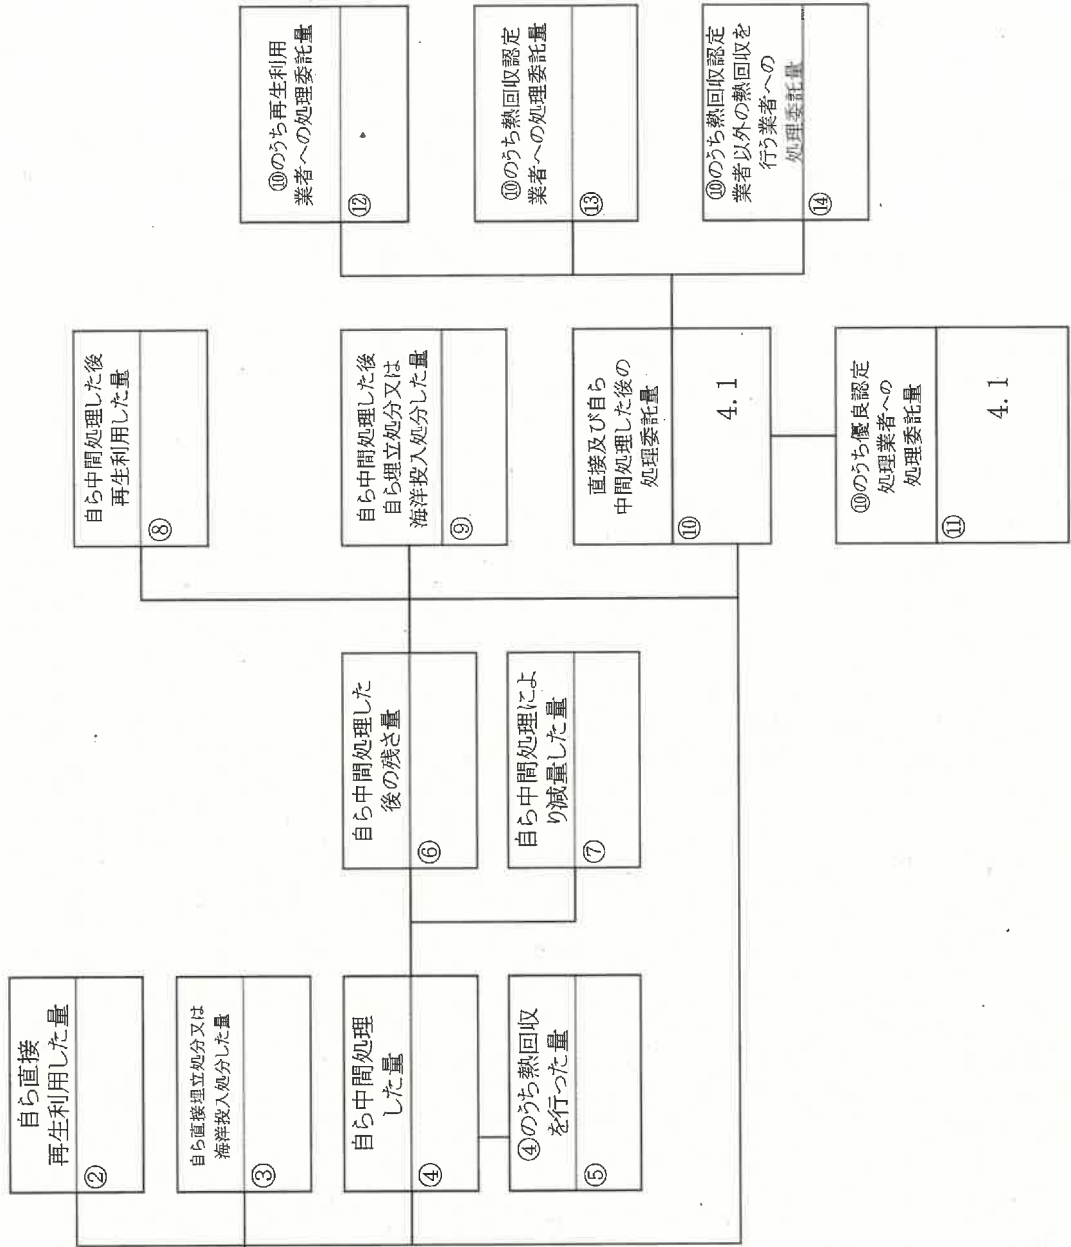 自ら直接
再生利用した量
②
自ら直接埋立処分又は
海洋投入処分した量
③
自ら中間処理
した量
④
④のうち熱回収
を行った量
⑤
自ら中間処理した
後の残さ量
⑥
自ら中間処理によ
り減量した量
⑦
自ら中間処理した後
再生利用した量
⑧
自ら中間処理した後
自ら埋立処分又は
海洋投入処分した量
⑨
直接及び自ら
中間処理した後の
処理委託量
⑩
4.1
⑩のうち優良認定
処理業者への
処理委託量
⑪
4.1
⑩のうち再生利用
業者への処理委託量
⑫
⑩のうち熱回収認定
業者への処理委託量
⑬
⑩のうち熱回収認定
業者以外の熱回収を
行う業者への
処理委託量
⑭